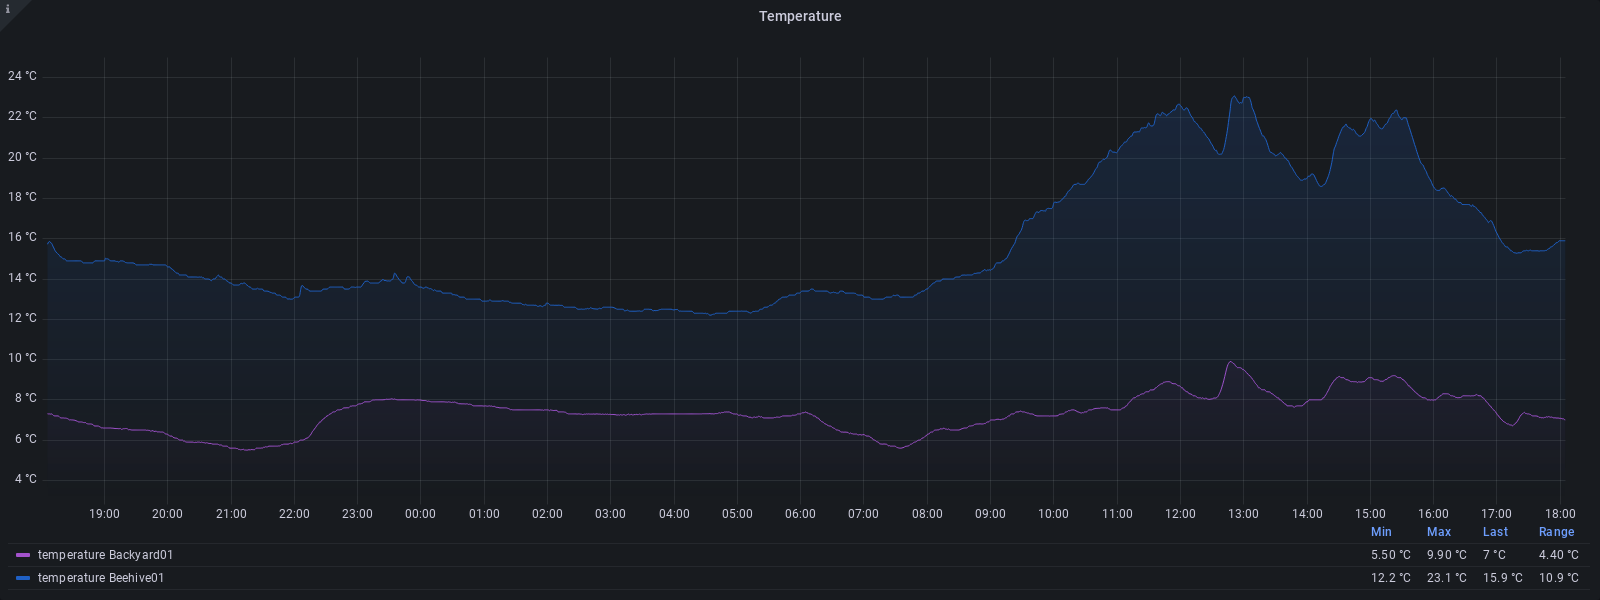 i
Temperature
24 °C
22 °C
20 °C
18 °C
16 °C
14 °C
12 °C
10 °C
8 °C
6 °C
4 °C
19:00 20:00 21:00 22:00 23:00 00:00 01:00 02:00 03:00 04:00 05:00 06:00 07:00 08:00 09:00 10:00 11:00 12:00 13:00 14:00 15:00 16:00 17:00 18:00
Min Max Last Range
temperature Backyard01 5.50 °C 9.90 °C 7 °C 4.40 °C
temperature Beehive01 12.2 °C 23.1 °C 15.9 °C 10.9 °C